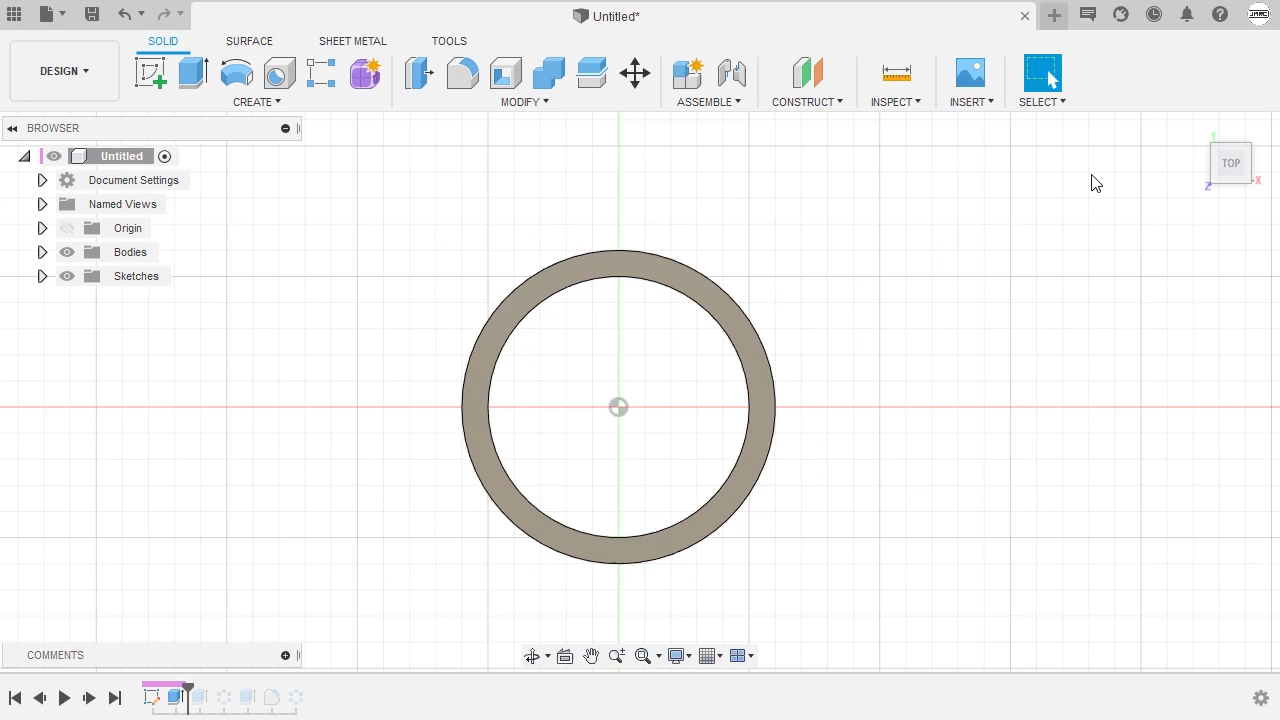 Untitled*
JMRC
SOLID
SURFACE
SHEET METAL
TOOLS
DESIGN
CREATE
MODIFY
ASSEMBLE
CONSTRUCT
INSPECT
INSERT
SELECT
BROWSER
Untitled
Document Settings
Named Views
Origin
Bodies
Sketches
Y
TOP
X
Z
COMMENTS